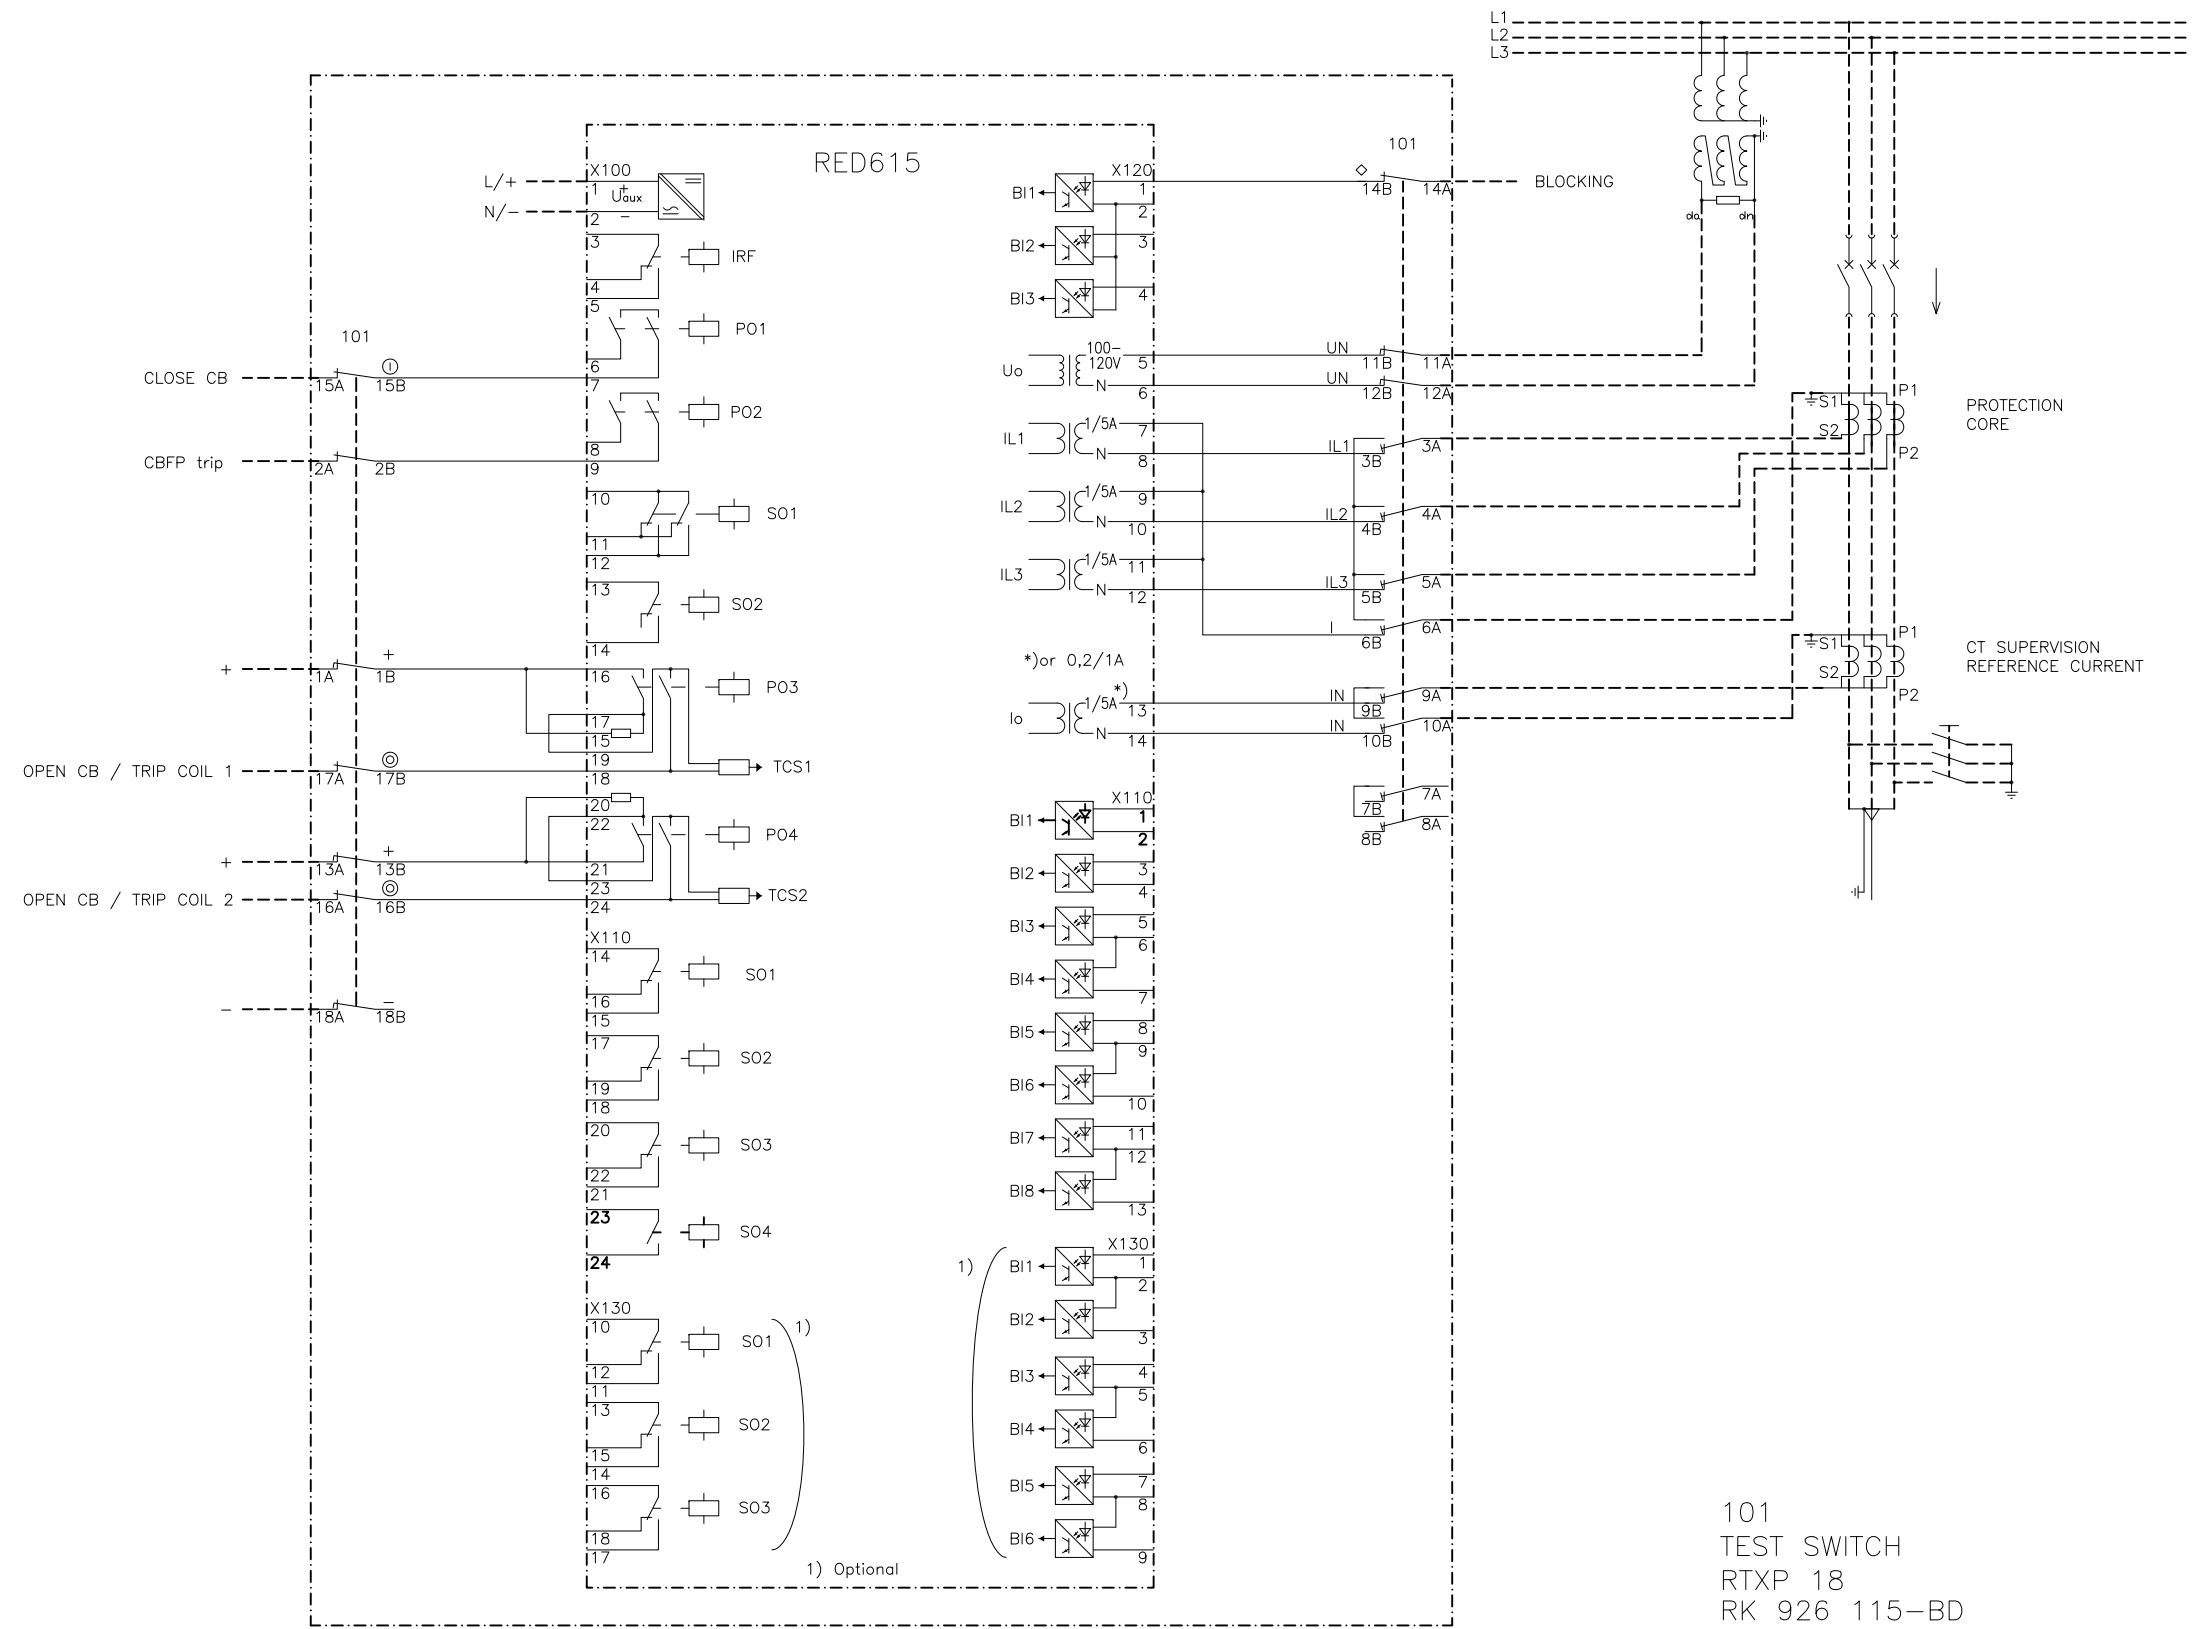 L1
L2
L3
101
RED615
X100
L/+
1
+
Uaux
N/−
2
−
3
IRF
4
5
PO1
6
101
CLOSE CB
15A
15B
7
PO2
8
CBFP trip
2A
2B
9
10
SO1
11
12
13
SO2
14
+
1A
+
1B
16
PO3
17
15
19
OPEN CB / TRIP COIL 1
17A
17B
18
TCS1
20
22
PO4
+
13A
+
13B
21
23
OPEN CB / TRIP COIL 2
16A
16B
24
TCS2
X110
14
SO1
16
15
−
18A
−
18B
17
SO2
19
18
20
SO3
22
21
23
SO4
24
X130
10
SO1
1)
12
11
13
SO2
15
14
16
SO3
18
17
1) Optional
X120
BI1
1
2
BI2
3
BI3
4
14B
14A
BLOCKING
da
dn
Uo
100−
120V
5
UN
11B
11A
N
6
UN
12B
12A
IL1
1/5A
7
N
8
IL1
3B
3A
IL2
1/5A
9
N
10
IL2
4B
4A
IL3
1/5A
11
N
12
IL3
5B
5A
I
6B
6A
S1
P1
S2
P2
PROTECTION
CORE
*)or 0,2/1A
Io
1/5A
*)
13
IN
9B
9A
N
14
IN
10B
10A
S1
P1
S2
P2
CT SUPERVISION
REFERENCE CURRENT
7B
7A
8B
8A
X110
BI1
1
2
BI2
3
4
BI3
5
6
BI4
7
BI5
8
9
BI6
10
BI7
11
12
BI8
13
X130
1)
BI1
1
2
BI2
3
BI3
4
5
BI4
6
BI5
7
8
BI6
9
101
TEST SWITCH
RTXP 18
RK 926 115−BD